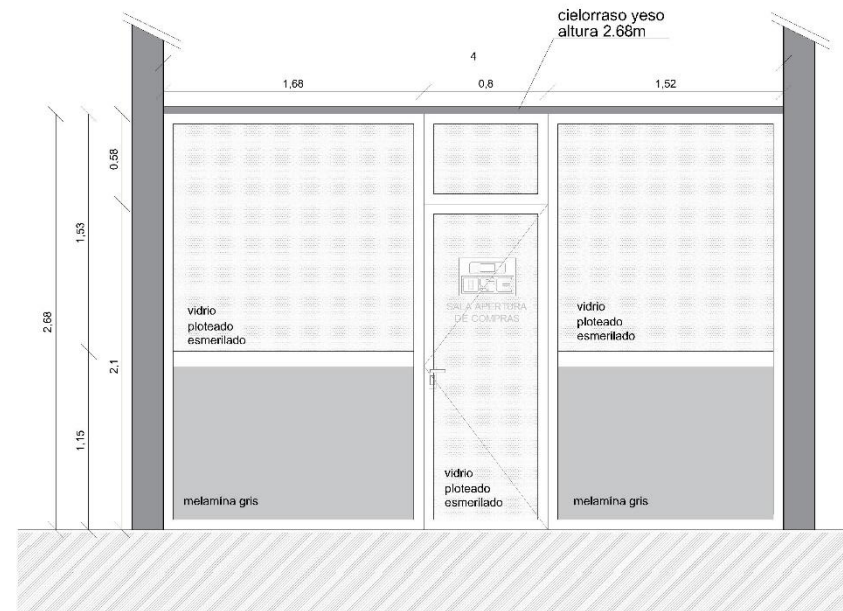 cielorraso yeso
altura 2.68m
4
1,68
0,8
1,52
0.58
1,53
2,68
2,1
1,15
SALA APERTURA
DE COMPRAS
vidrio
ploteado
esmerilado
vidrio
ploteado
esmerilado
vidrio
ploteado
esmerilado
melamina gris
melamina gris